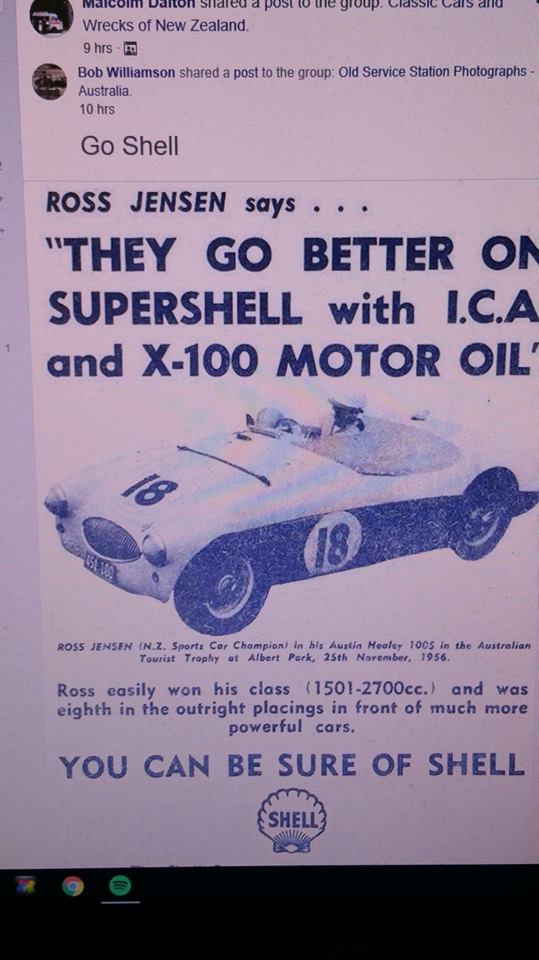 Malcolm Dalton shared a post to the group: Classic Cars and
Wrecks of New Zealand.
9 hrs ·
Bob Williamson shared a post to the group: Old Service Station Photographs -
Australia.
10 hrs
Go Shell
ROSS JENSEN says . . .
"THEY GO BETTER ON
SUPERSHELL with I.C.A
and X-100 MOTOR OIL"
18
18
ROSS JENSEN (N.Z. Sports Car Champion) in his Austin Healey 100S in the Australian
Tourist Trophy at Albert Park, 25th November, 1956.
Ross easily won his class (1501-2700cc.) and was
eighth in the outright placings in front of much more
powerful cars.
YOU CAN BE SURE OF SHELL
SHELL